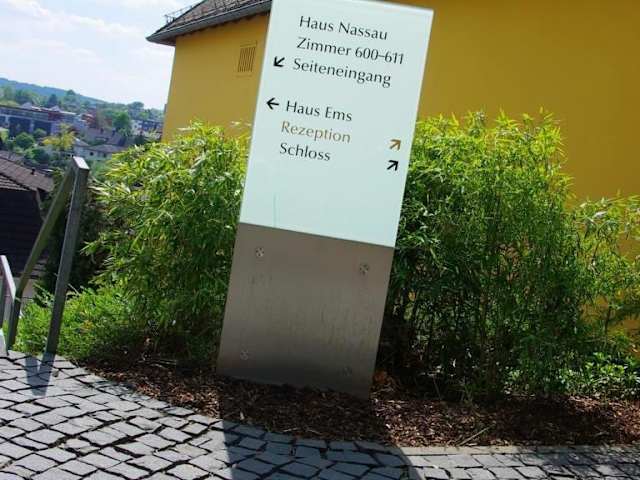 Haus Nassau
Zimmer 600–611
↙ Seiteneingang
← Haus Ems
Rezeption ↗
Schloss ↗